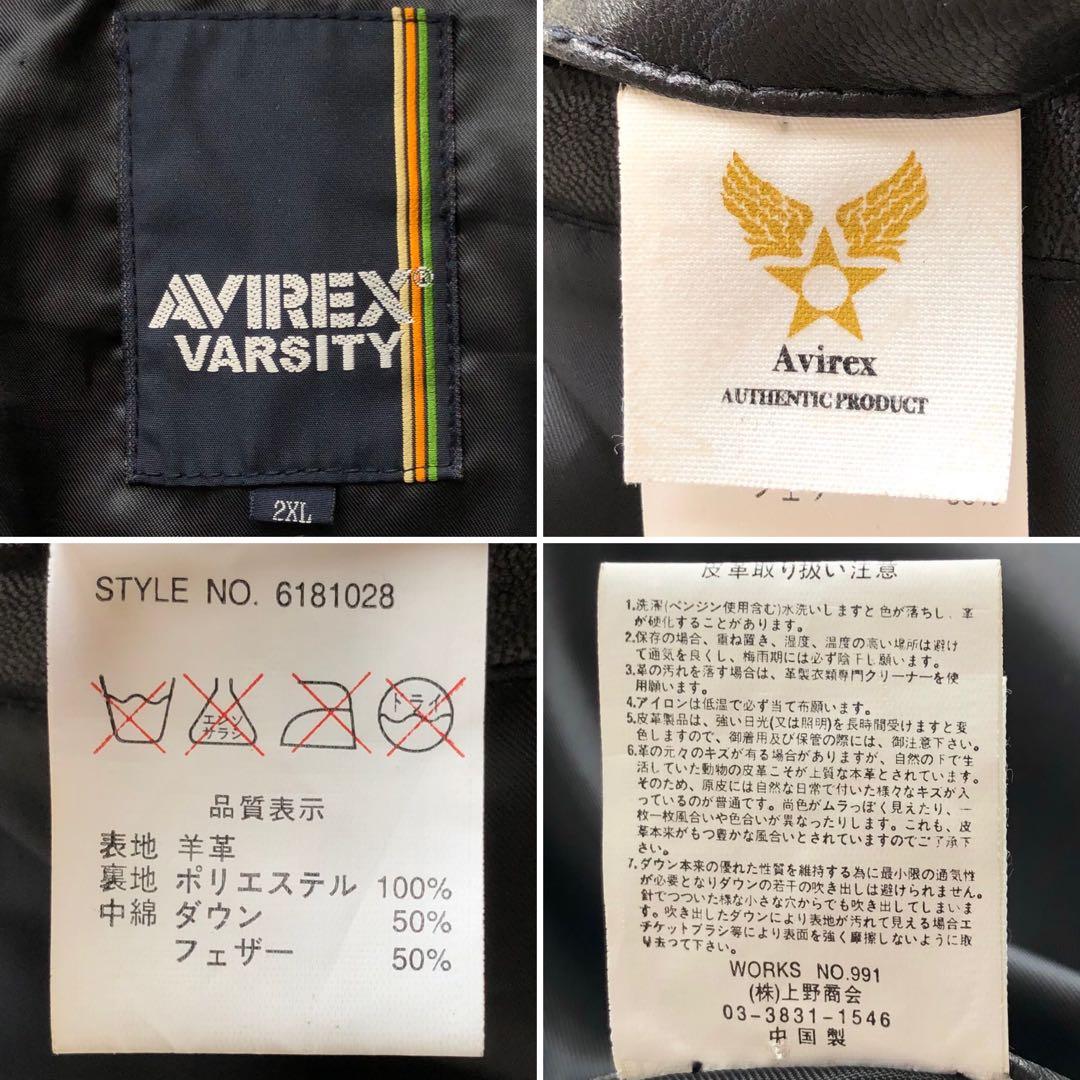 AVIREX®
VARSITY
2XL
Avirex
AUTHENTIC PRODUCT
STYLE NO. 6181028
エンソ
サラシ
ドライ
品質表示
表地 羊革
裏地 ポリエステル 100%
中綿 ダウン 50%
フェザー 50%
皮革取り扱い注意
1.洗濯(ベンジン使用含む)水洗いしますと色が落ちし、革
が硬化することがあります。
2.保存の場合、重ね置き、湿度、温度の高い場所は避け
て通気を良くし、梅雨期には必ず陰干し願います。
3.革の汚れを落す場合は、革製衣類専門クリーナーを使
用願います。
4.アイロンは低温で必ず当て布願います。
5.皮革製品は、強い日光(又は照明)を長時間受けますと変
色しますので、御着用及び保管の際には、御注意下さい。
6.革の元々のキズが有る場合がありますが、自然の下で生
活していた動物の皮革こそが上質な本革とされています。
そのため、原皮には自然な日常で付いた様々なキズが入
っているのが普通です。尚色がムラっぽく見えたり、一
枚一枚風合いや色合いが異なったりします。これも、皮
革本来がもつ豊かな風合いとされていますのでご了承下
さい。
7.ダウン本来の優れた性質を維持する為に最小限の通気性
が必要となりダウンの若干の吹き出しは避けられません。
針でつついた様な小さな穴からでも吹き出してしまいま
す。吹き出したダウンにより表地が汚れて見える場合エ
チケットブラシ等により表面を強く摩擦しないように取
り去って下さい。
WORKS NO.991
(株)上野商会
03-3831-1546
中国製